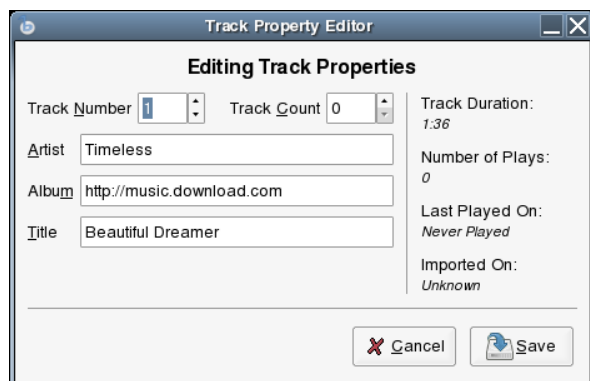 Track Property Editor
Editing Track Properties
Track Number 1 Track Count 0
Artist Timeless
Album http://music.download.com
Title Beautiful Dreamer
Track Duration:
1:36
Number of Plays:
0
Last Played On:
Never Played
Imported On:
Unknown
Cancel Save